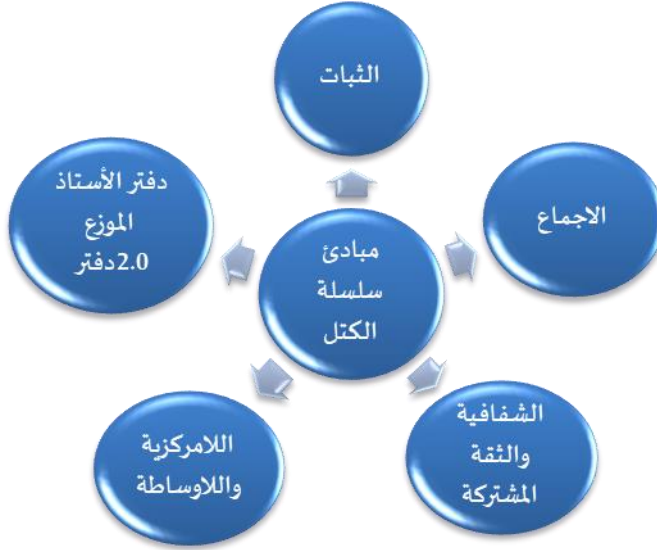 الثبات
الاجماع
الشفافية
والثقة
المشتركة
اللامركزية
واللاوساطة
دفتر الأستاذ
الموزع
2.0دفتر
مبادئ
سلسلة
الكتل